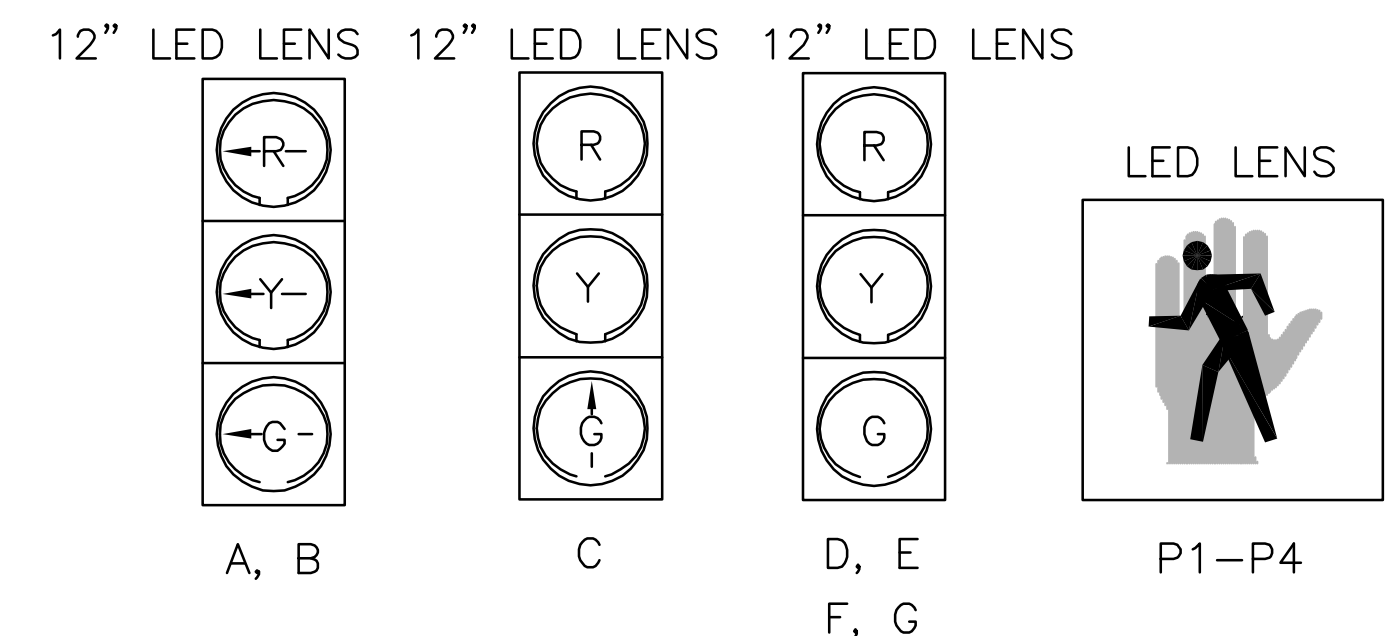 12” LED LENS 12” LED LENS 12” LED LENS
LED LENS
R R R
Y Y Y
G G G
A, B C D, E P1–P4
F, G